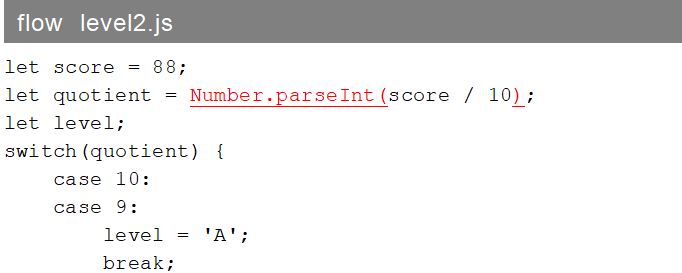 flow level2.js
let score = 88;
let quotient = Number.parseInt(score / 10);
let level;
switch(quotient) {
    case 10:
    case 9:
        level = 'A';
        break;